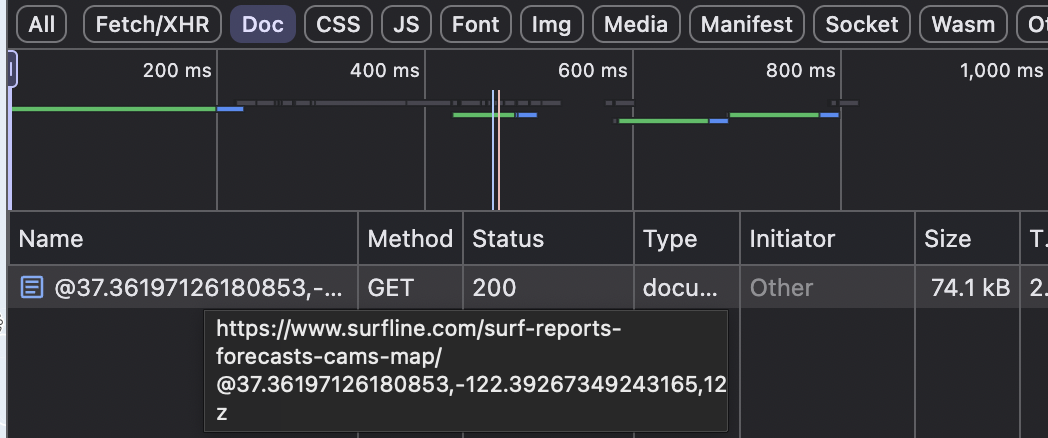 All Fetch/XHR Doc CSS JS Font Img Media Manifest Socket Wasm
200 ms 400 ms 600 ms 800 ms 1,000 ms
Name Method Status Type Initiator Size T.
@37.36197126180853,-... GET 200 docu... Other 74.1 kB 2.
https://www.surfline.com/surf-reports-
forecasts-cams-map/
@37.36197126180853,-122.39267349243165,12
z